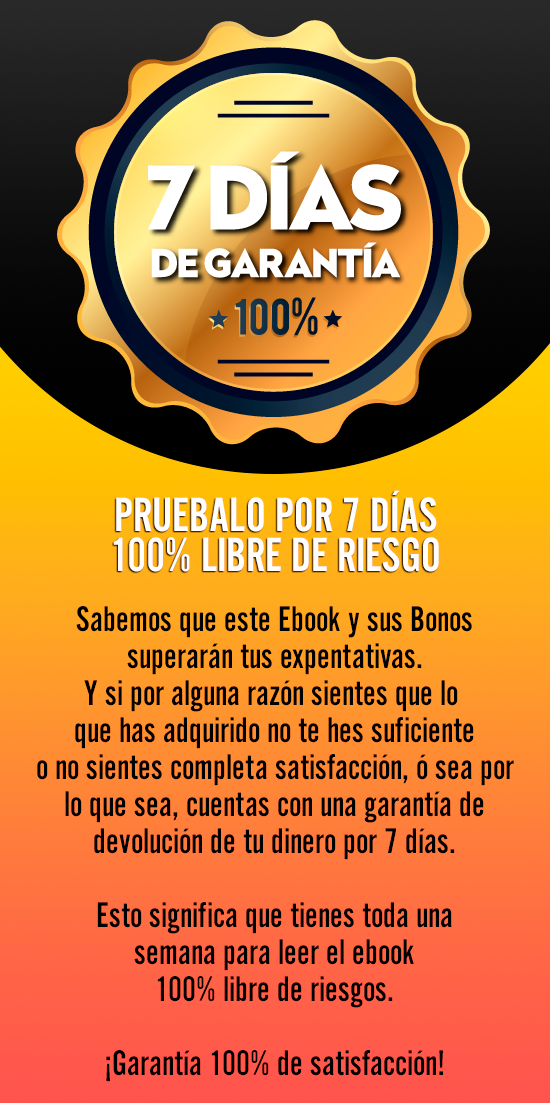 7 DÍAS
DE GARANTÍA
100%
PRUEBALO POR 7 DÍAS
100% LIBRE DE RIESGO
Sabemos que este Ebook y sus Bonos
superarán tus expentativas.
Y si por alguna razón sientes que lo
que has adquirido no te hes suficiente
o no sientes completa satisfacción, ó sea por
lo que sea, cuentas con una garantía de
devolución de tu dinero por 7 días.
Esto significa que tienes toda una
semana para leer el ebook
100% libre de riesgos.
¡Garantía 100% de satisfacción!